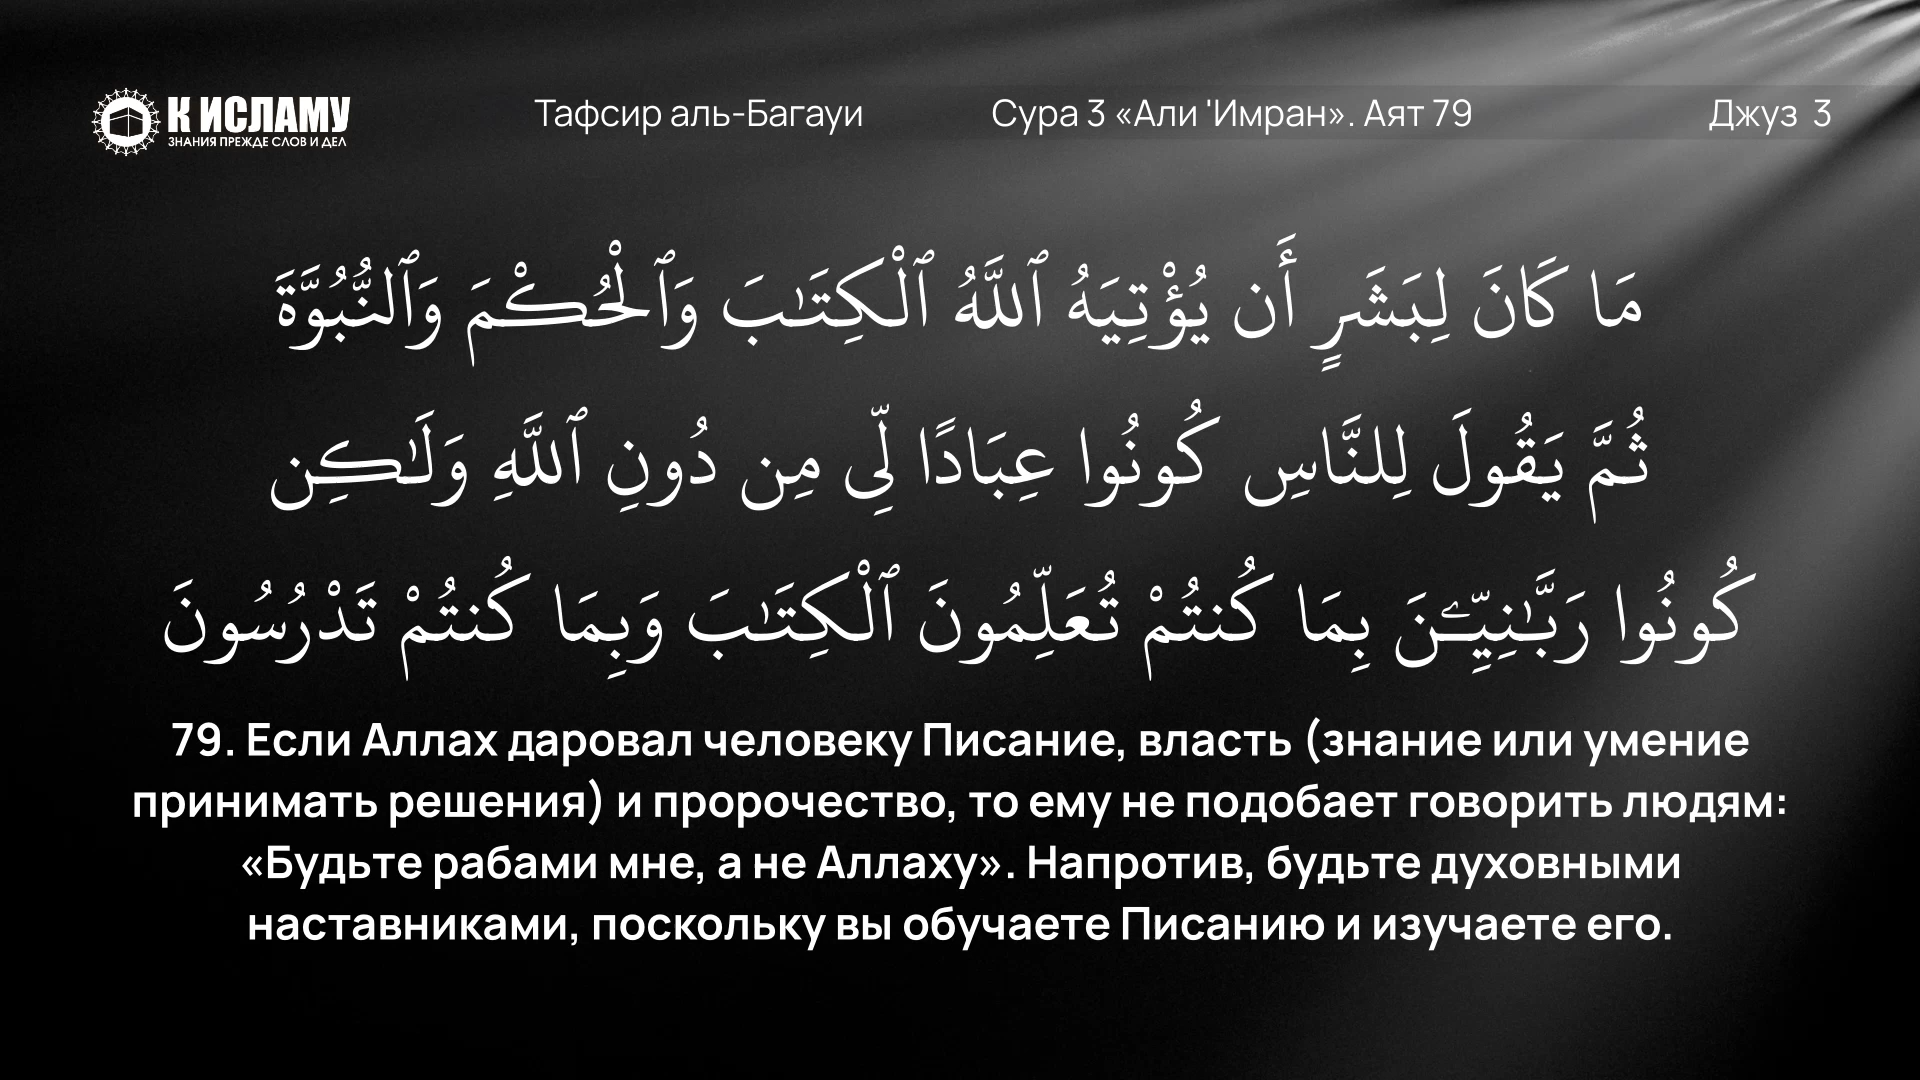 К ИСЛАМУ
ЗНАНИЯ ПРЕЖДЕ СЛОВ И ДЕЛ
Тафсир аль-Багауи
Сура 3 «Али 'Имран». Аят 79
Джуз 3
مَا كَانَ لِبَشَرٍ أَن يُؤْتِيَهُ ٱللَّهُ ٱلْكِتَـٰبَ وَٱلْحُكْمَ وَٱلنُّبُوَّةَ
ثُمَّ يَقُولَ لِلنَّاسِ كُونُوا عِبَادًا لِّى مِن دُونِ ٱللَّهِ وَلَـٰكِن
كُونُوا رَبَّـٰنِيِّـۧنَ بِمَا كُنتُمْ تُعَلِّمُونَ ٱلْكِتَـٰبَ وَبِمَا كُنتُمْ تَدْرُسُونَ
79. Если Аллах даровал человеку Писание, власть (знание или умение
принимать решения) и пророчество, то ему не подобает говорить людям:
«Будьте рабами мне, а не Аллаху». Напротив, будьте духовными
наставниками, поскольку вы обучаете Писанию и изучаете его.